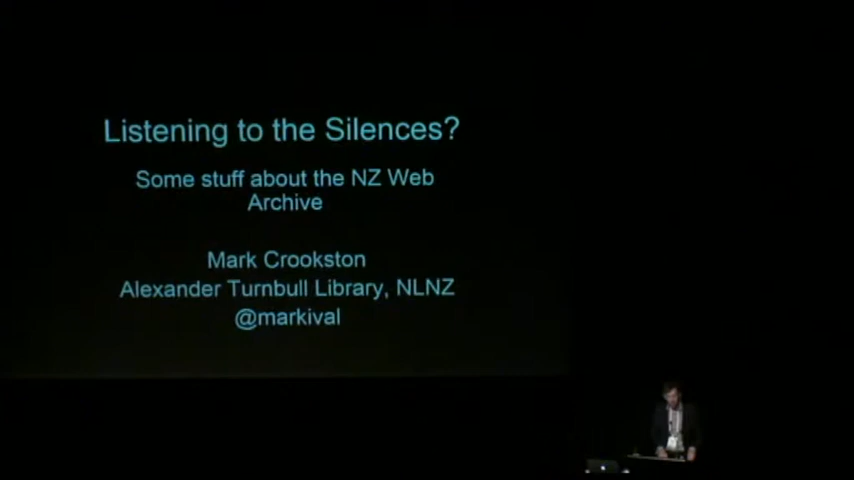 Listening to the Silences?
Some stuff about the NZ Web
Archive
Mark Crookston
Alexander Turnbull Library, NLNZ
@markival